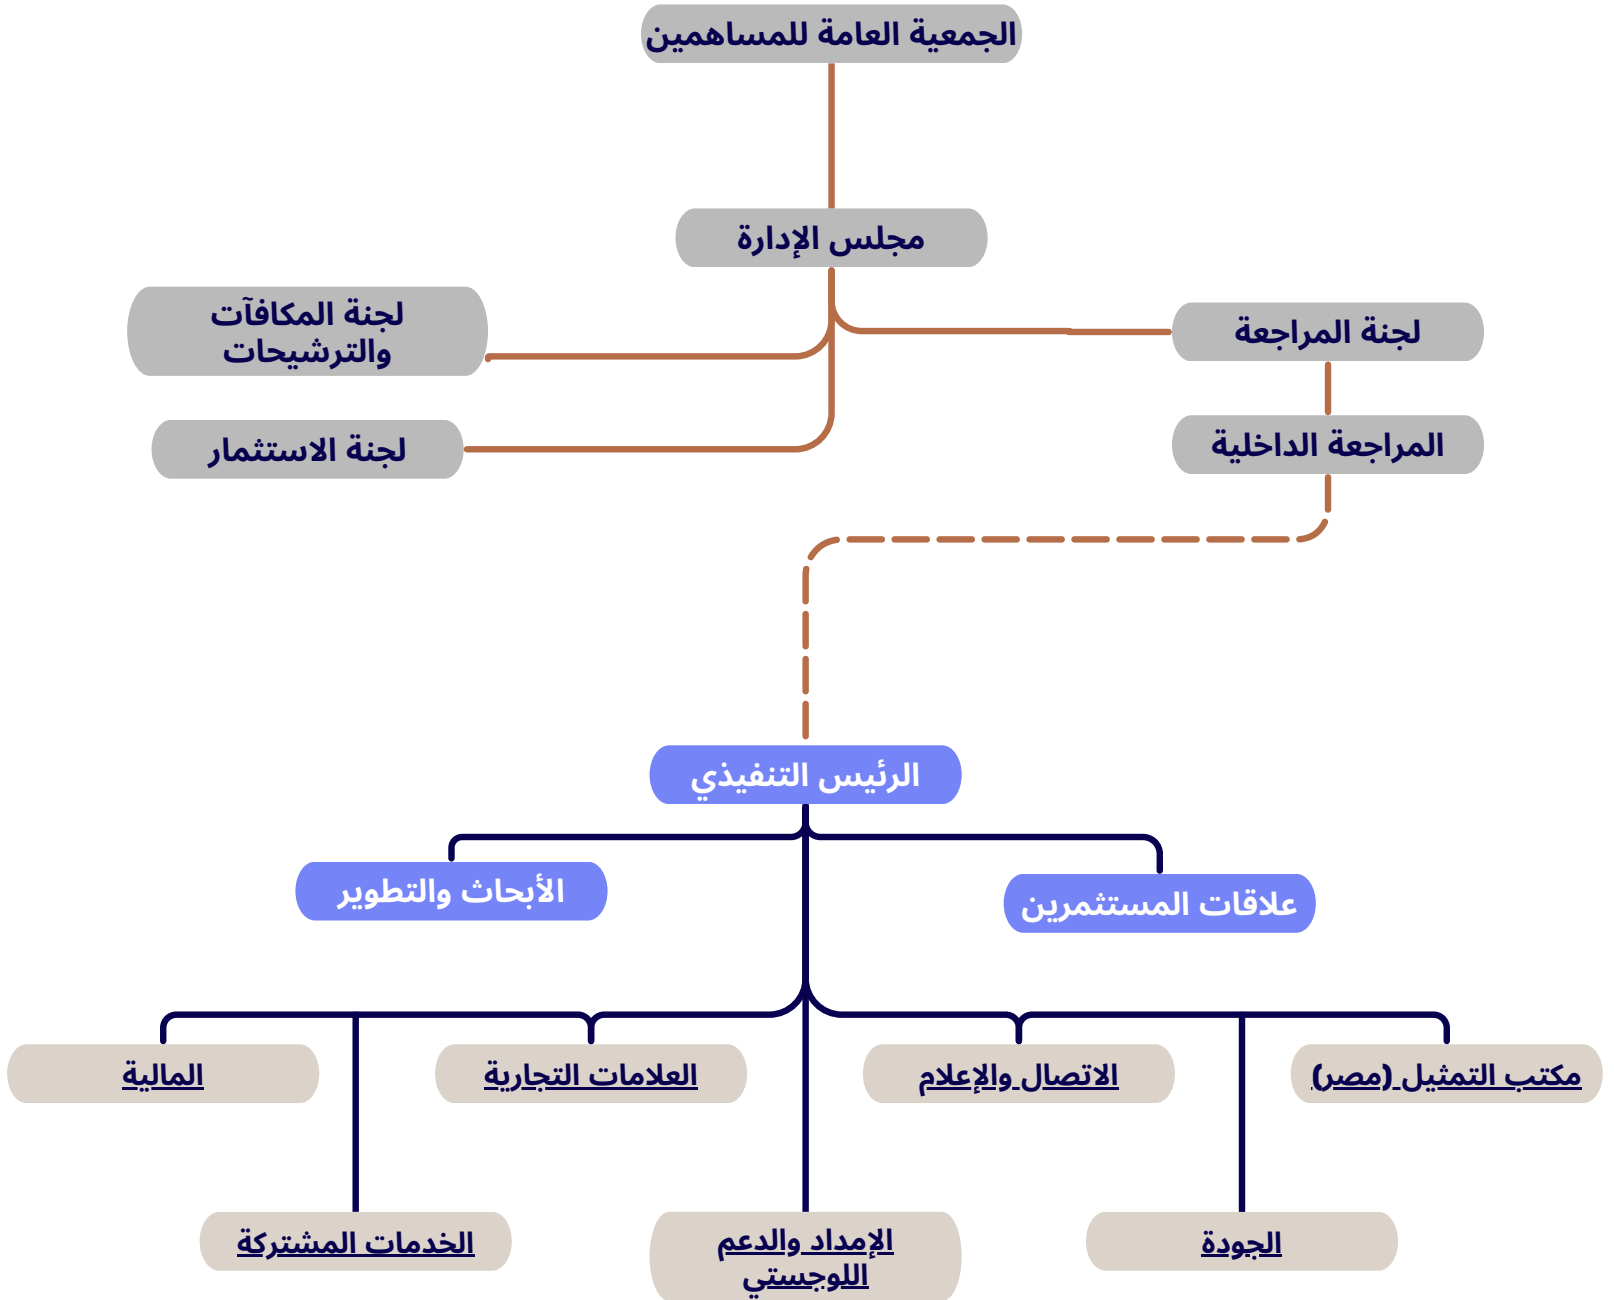 الجمعية العامة للمساهمين
مجلس الإدارة
لجنة المراجعة
لجنة المكافآت
والترشيحات
المراجعة الداخلية
لجنة الاستثمار
الرئيس التنفيذي
علاقات المستثمرين
الأبحاث والتطوير
مكتب التمثيل (مصر)
الاتصال والإعلام
العلامات التجارية
المالية
الجودة
الإمداد والدعم
اللوجستي
الخدمات المشتركة